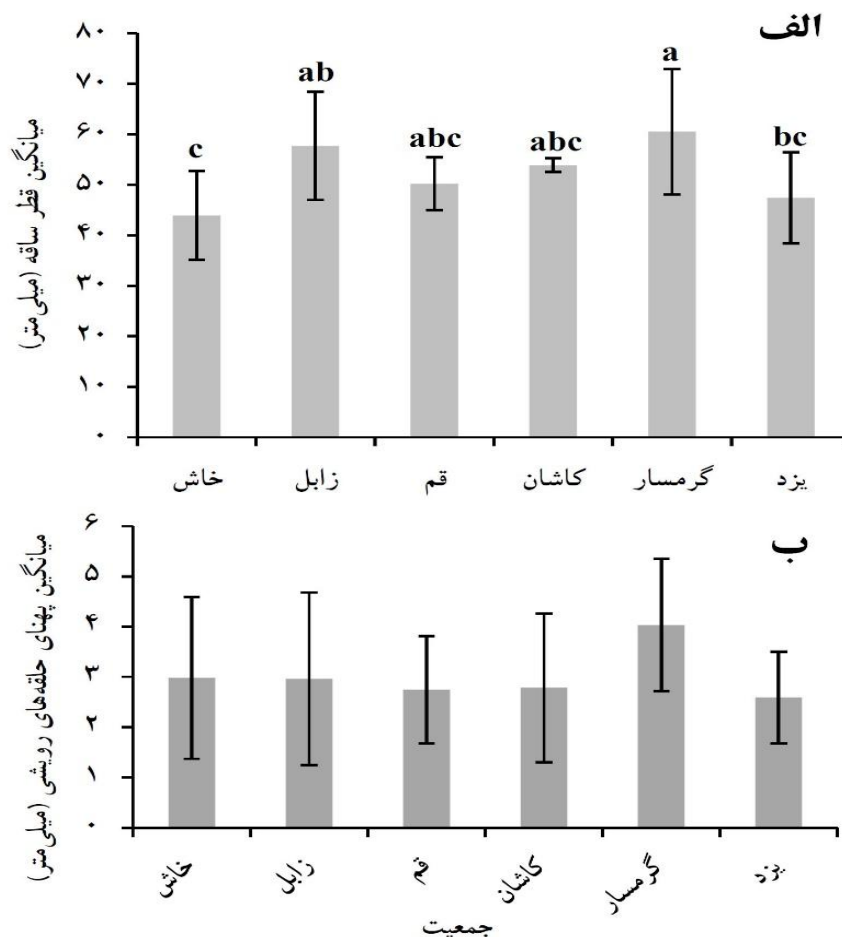 الف
میانگین قطر ساقه (میلی‌متر)
۸۰
۷۰
۶۰
۵۰
۴۰
۳۰
۲۰
۱۰
۰
c
ab
abc
abc
a
bc
خاش
زابل
قم
کاشان
گرمسار
یزد
ب
میانگین پهنای حلقه‌های رویشی (میلی‌متر)
۶
۵
۴
۳
۲
۱
۰
خاش
زابل
قم
کاشان
گرمسار
یزد
جمعیت